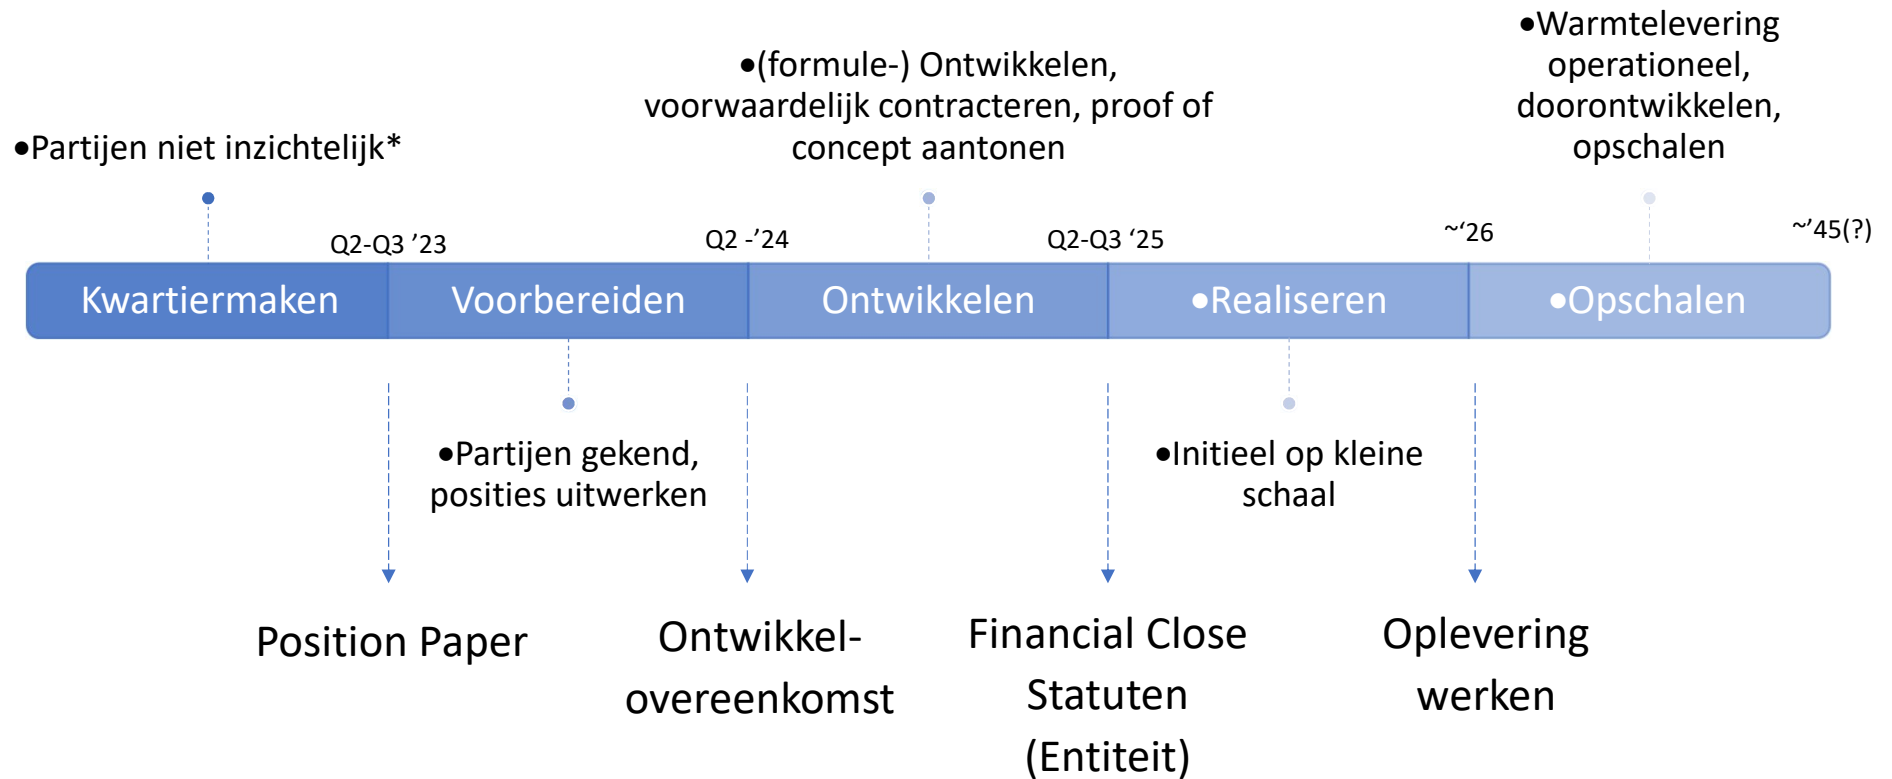 •Partijen niet inzichtelijk*
•(formule-) Ontwikkelen,
voorwaardelijk contracteren, proof of
concept aantonen
•Warmtelevering
operationeel,
doorontwikkelen,
opschalen
Q2-Q3 ’23
Q2 -’24
Q2-Q3 ‘25
~‘26
~’45(?)
Kwartiermaken
Voorbereiden
Ontwikkelen
•Realiseren
•Opschalen
•Partijen gekend,
posities uitwerken
•Initieel op kleine
schaal
Position Paper
Ontwikkel-
overeenkomst
Financial Close
Statuten
(Entiteit)
Oplevering
werken